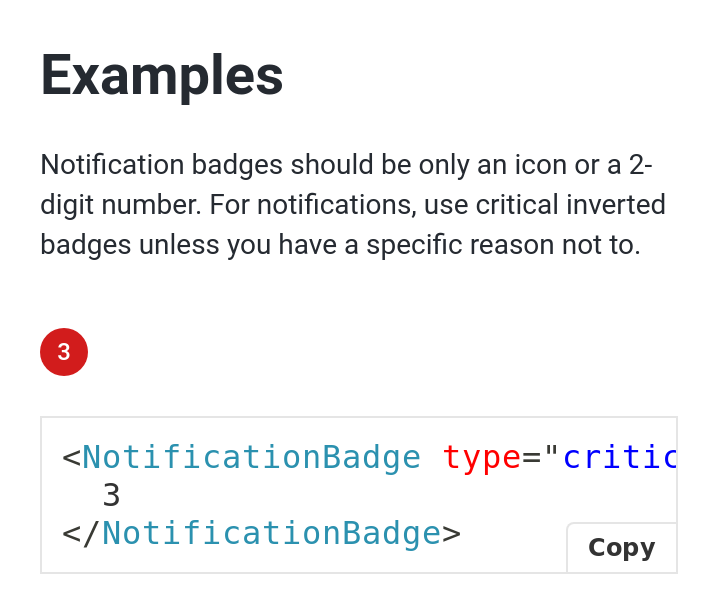 Examples
Notification badges should be only an icon or a 2-
digit number. For notifications, use critical inverted
badges unless you have a specific reason not to.
3
<NotificationBadge type="critic
3
</NotificationBadge>
Copy